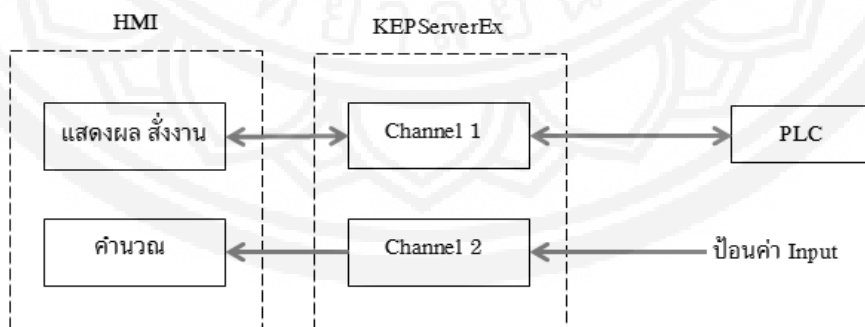 HMI
KEPServerEx
แสดงผล สั่งงาน
Channel 1
PLC
คำนวณ
Channel 2
ป้อนค่า Input